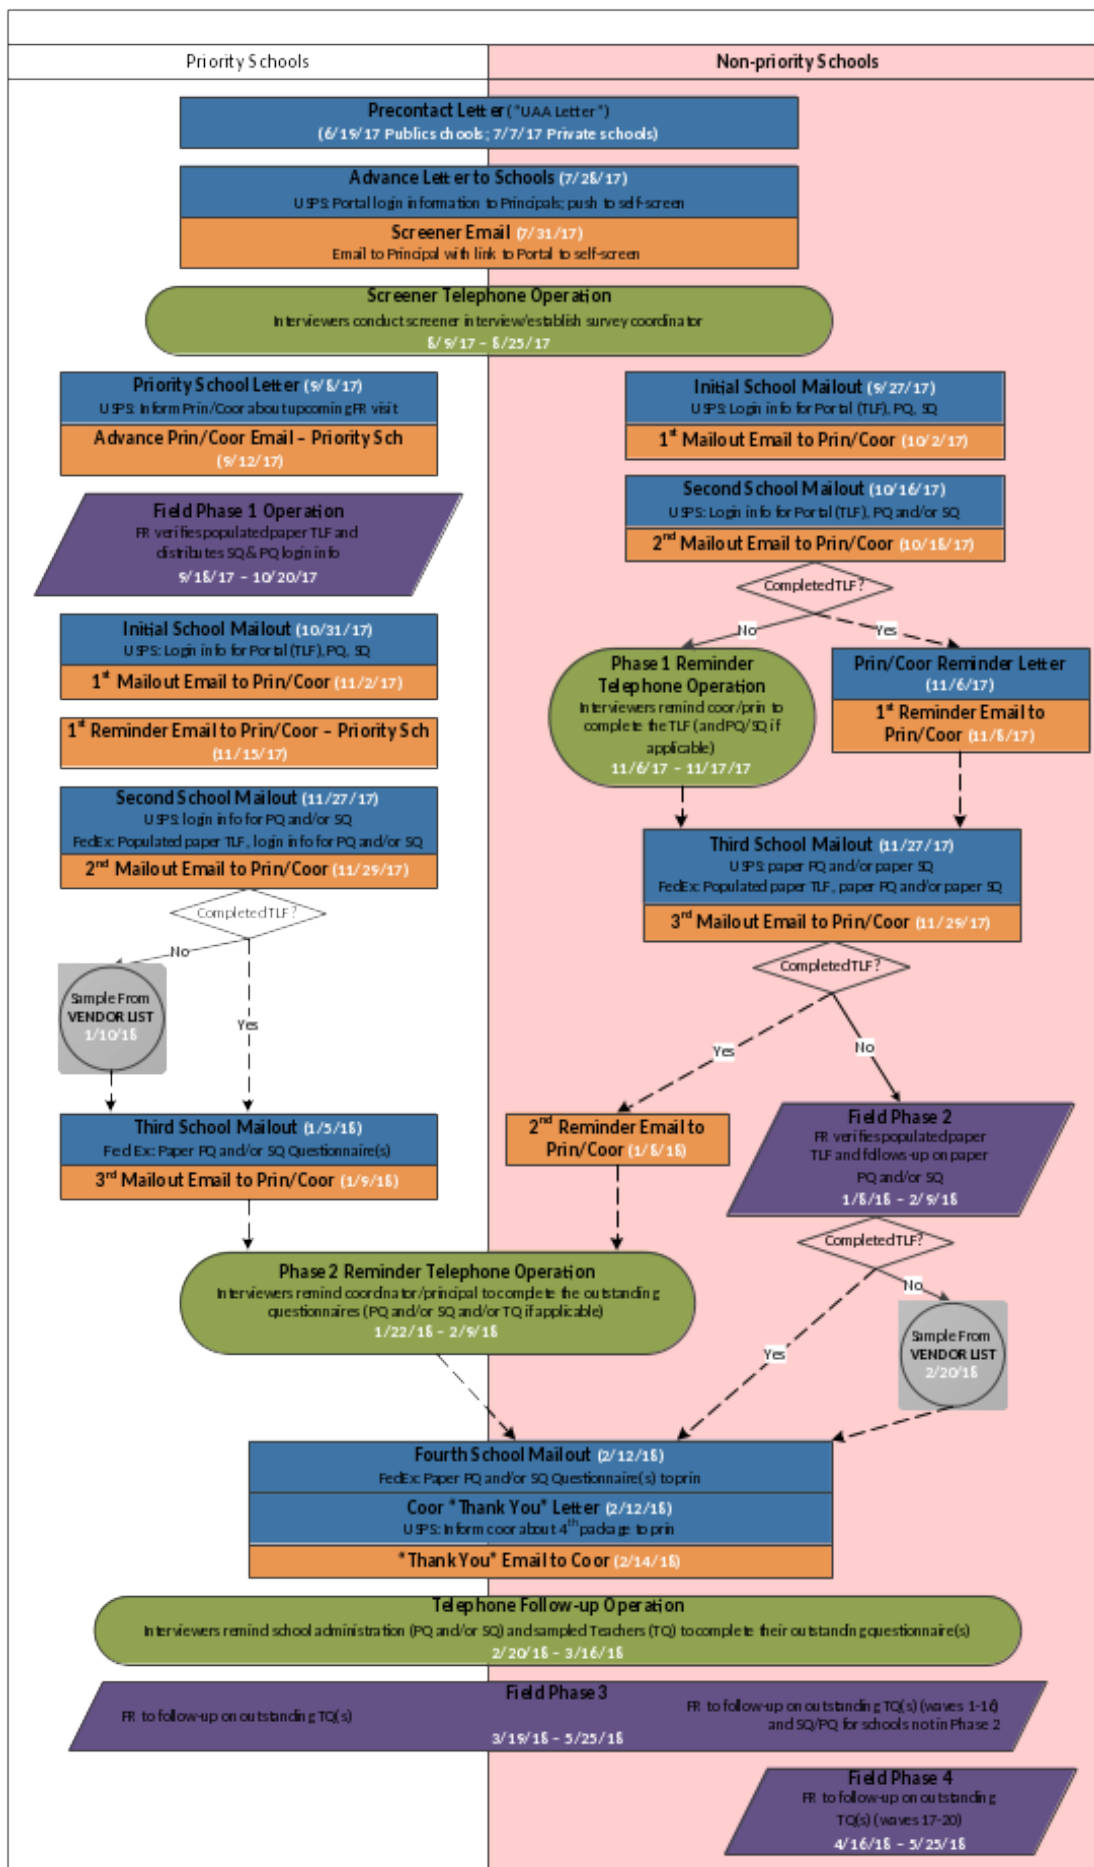 Priority Schools
Non-priority Schools
Precontact Letter ("UAA Letter")
(6/19/17 Public schools; 7/7/17 Private schools)
Advance Letter to Schools (7/28/17)
USPS: Portal login information to Principals; push to self-screen
Screener Email (7/31/17)
Email to Principal with link to Portal to self-screen
Screener Telephone Operation
Interviewers conduct screener interview/establish survey coordinator
8/9/17 – 8/25/17
Priority School Letter (9/8/17)
USPS: Inform Prin/Coor about upcoming FR visit
Advance Prin/Coor Email – Priority Sch
(9/12/17)
Field Phase 1 Operation
FR verifies populated paper TLF and
distributes SQ & PQ login info
9/18/17 – 10/20/17
Initial School Mailout (10/31/17)
USPS: Login info for Portal (TLF), PQ, SQ
1st Mailout Email to Prin/Coor (11/2/17)
1st Reminder Email to Prin/Coor – Priority Sch
(11/15/17)
Second School Mailout (11/27/17)
USPS: login info for PQ and/or SQ
FedEx: Populated paper TLF, login info for PQ and/or SQ
2nd Mailout Email to Prin/Coor (11/29/17)
Completed TLF?
No
Yes
Sample From
VENDOR LIST
1/10/18
Third School Mailout (1/5/18)
Fed Ex: Paper PQ and/or SQ Questionnaire(s)
3rd Mailout Email to Prin/Coor (1/9/18)
Initial School Mailout (9/27/17)
USPS: Login info for Portal (TLF), PQ, SQ
1st Mailout Email to Prin/Coor (10/2/17)
Second School Mailout (10/16/17)
USPS: Login info for Portal (TLF), PQ and/or SQ
2nd Mailout Email to Prin/Coor (10/18/17)
Completed TLF?
No
Yes
Phase 1 Reminder
Telephone Operation
Interviewers remind coor/prin to
complete the TLF (and PQ/SQ if
applicable)
11/6/17 – 11/17/17
Prin/Coor Reminder Letter
(11/6/17)
1st Reminder Email to
Prin/Coor (11/8/17)
Third School Mailout (11/27/17)
USPS: paper PQ and/or paper SQ
FedEx: Populated paper TLF, paper PQ and/or paper SQ
3rd Mailout Email to Prin/Coor (11/29/17)
Completed TLF?
Yes
No
2nd Reminder Email to
Prin/Coor (1/8/18)
Field Phase 2
FR verifies populated paper
TLF and follows-up on paper
PQ and/or SQ
1/8/18 – 2/9/18
Completed TLF?
No
Yes
Sample From
VENDOR LIST
2/20/18
Phase 2 Reminder Telephone Operation
Interviewers remind coordinator/principal to complete the outstanding
questionnaires (PQ and/or SQ and/or TQ if applicable)
1/22/18 – 2/9/18
Fourth School Mailout (2/12/18)
FedEx: Paper PQ and/or SQ Questionnaire(s) to prin
Coor "Thank You" Letter (2/12/18)
USPS: Inform coor about 4th package to prin
"Thank You" Email to Coor (2/14/18)
Telephone Follow-up Operation
Interviewers remind school administration (PQ and/or SQ) and sampled Teachers (TQ) to complete their outstanding questionnaire(s)
2/20/18 – 3/16/18
Field Phase 3
FR to follow-up on outstanding TQ(s)
FR to follow-up on outstanding TQ(s) (waves 1-16)
and SQ/PQ for schools not in Phase 2
3/19/18 – 5/25/18
Field Phase 4
FR to follow-up on outstanding
TQ(s) (waves 17-20)
4/16/18 – 5/25/18